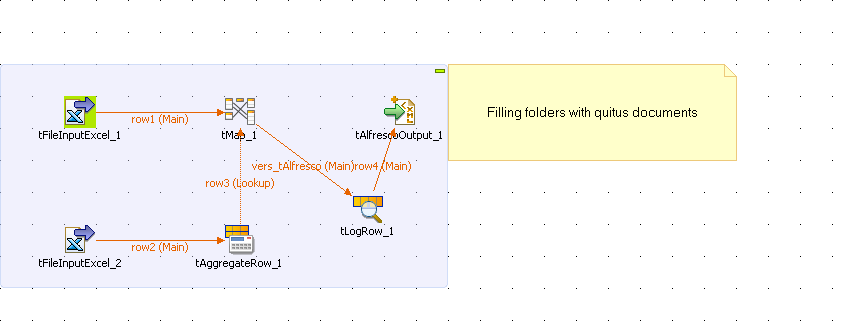 row1 (Main)
tFileInputExcel_1
tMap_1
tAlfrescoOutput_1
Filling folders with quitus documents
vers_tAlfresco (Main)
row4 (Main)
row3 (Lookup)
tLogRow_1
row2 (Main)
tFileInputExcel_2
tAggregateRow_1